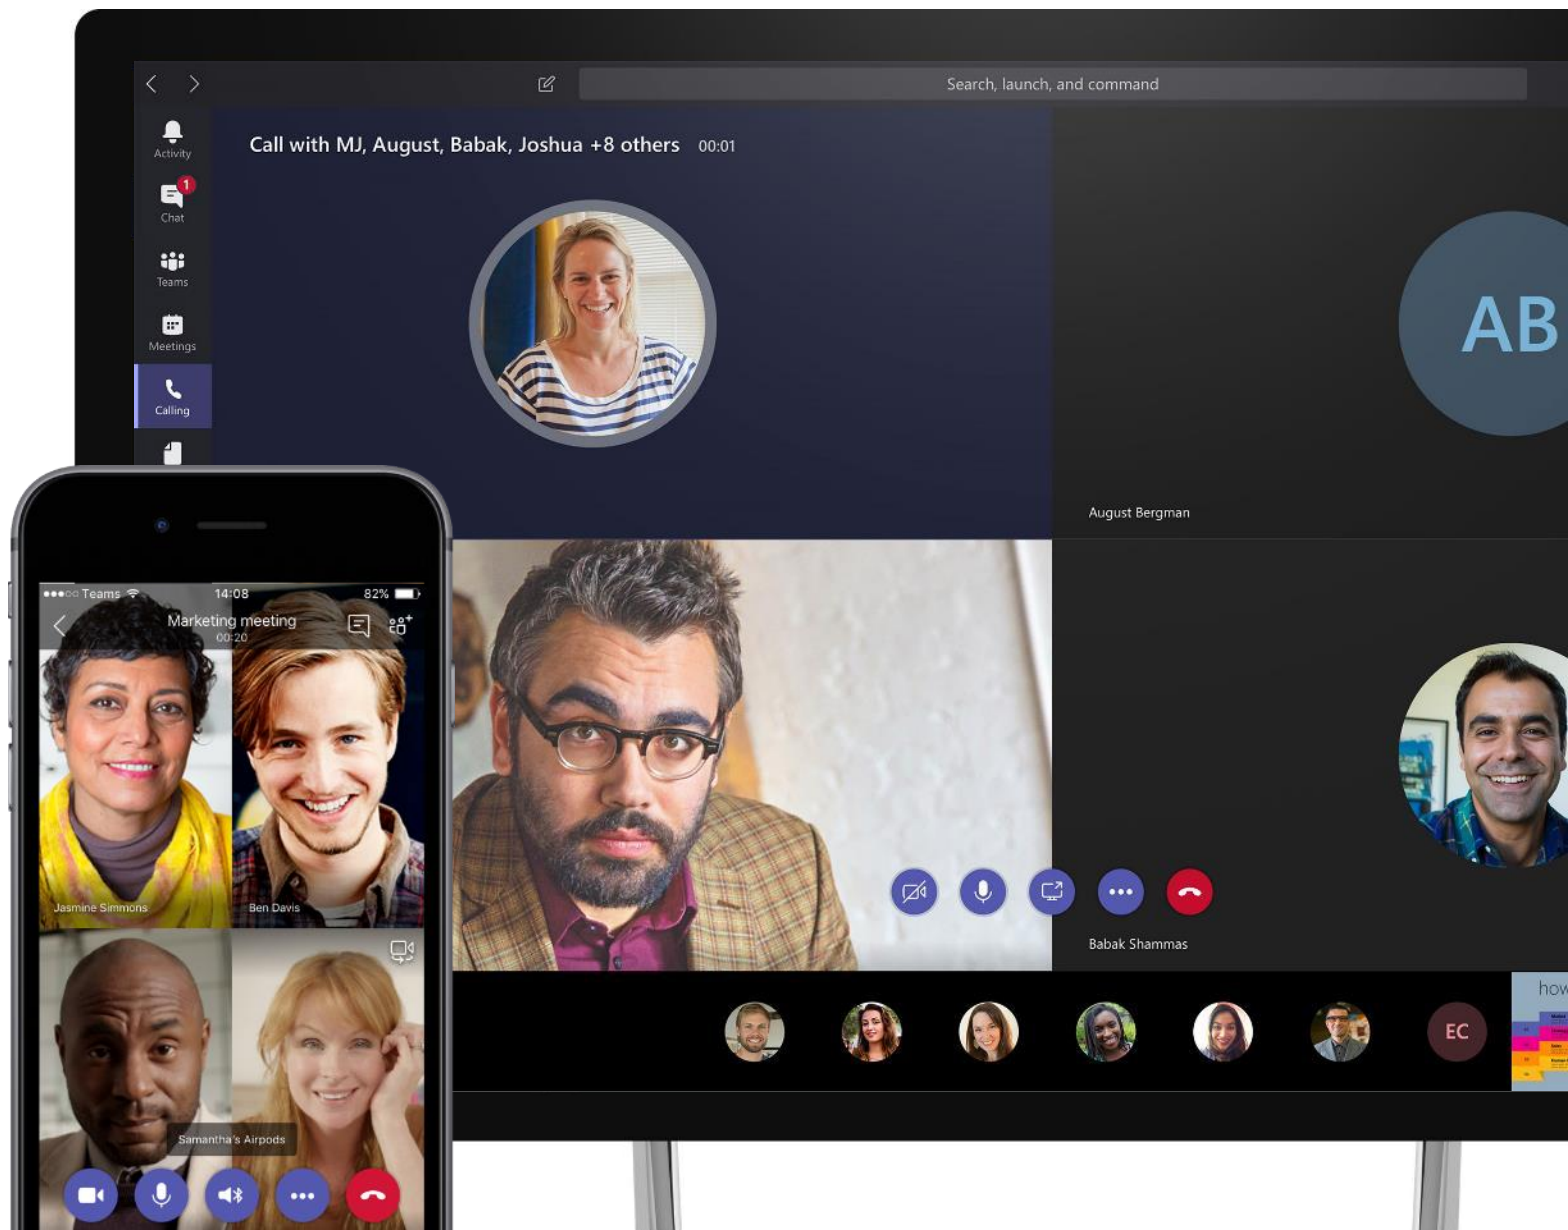 Search, launch, and command
Activity
Call with MJ, August, Babak, Joshua +8 others 00:01
1
Chat
Teams
Meetings
Calling
AB
August Bergman
Teams 14:08 82%
Marketing meeting
00:20
Jasmine Simmons
Ben Davis
Samantha's Airpods
Babak Shammas
EC
how